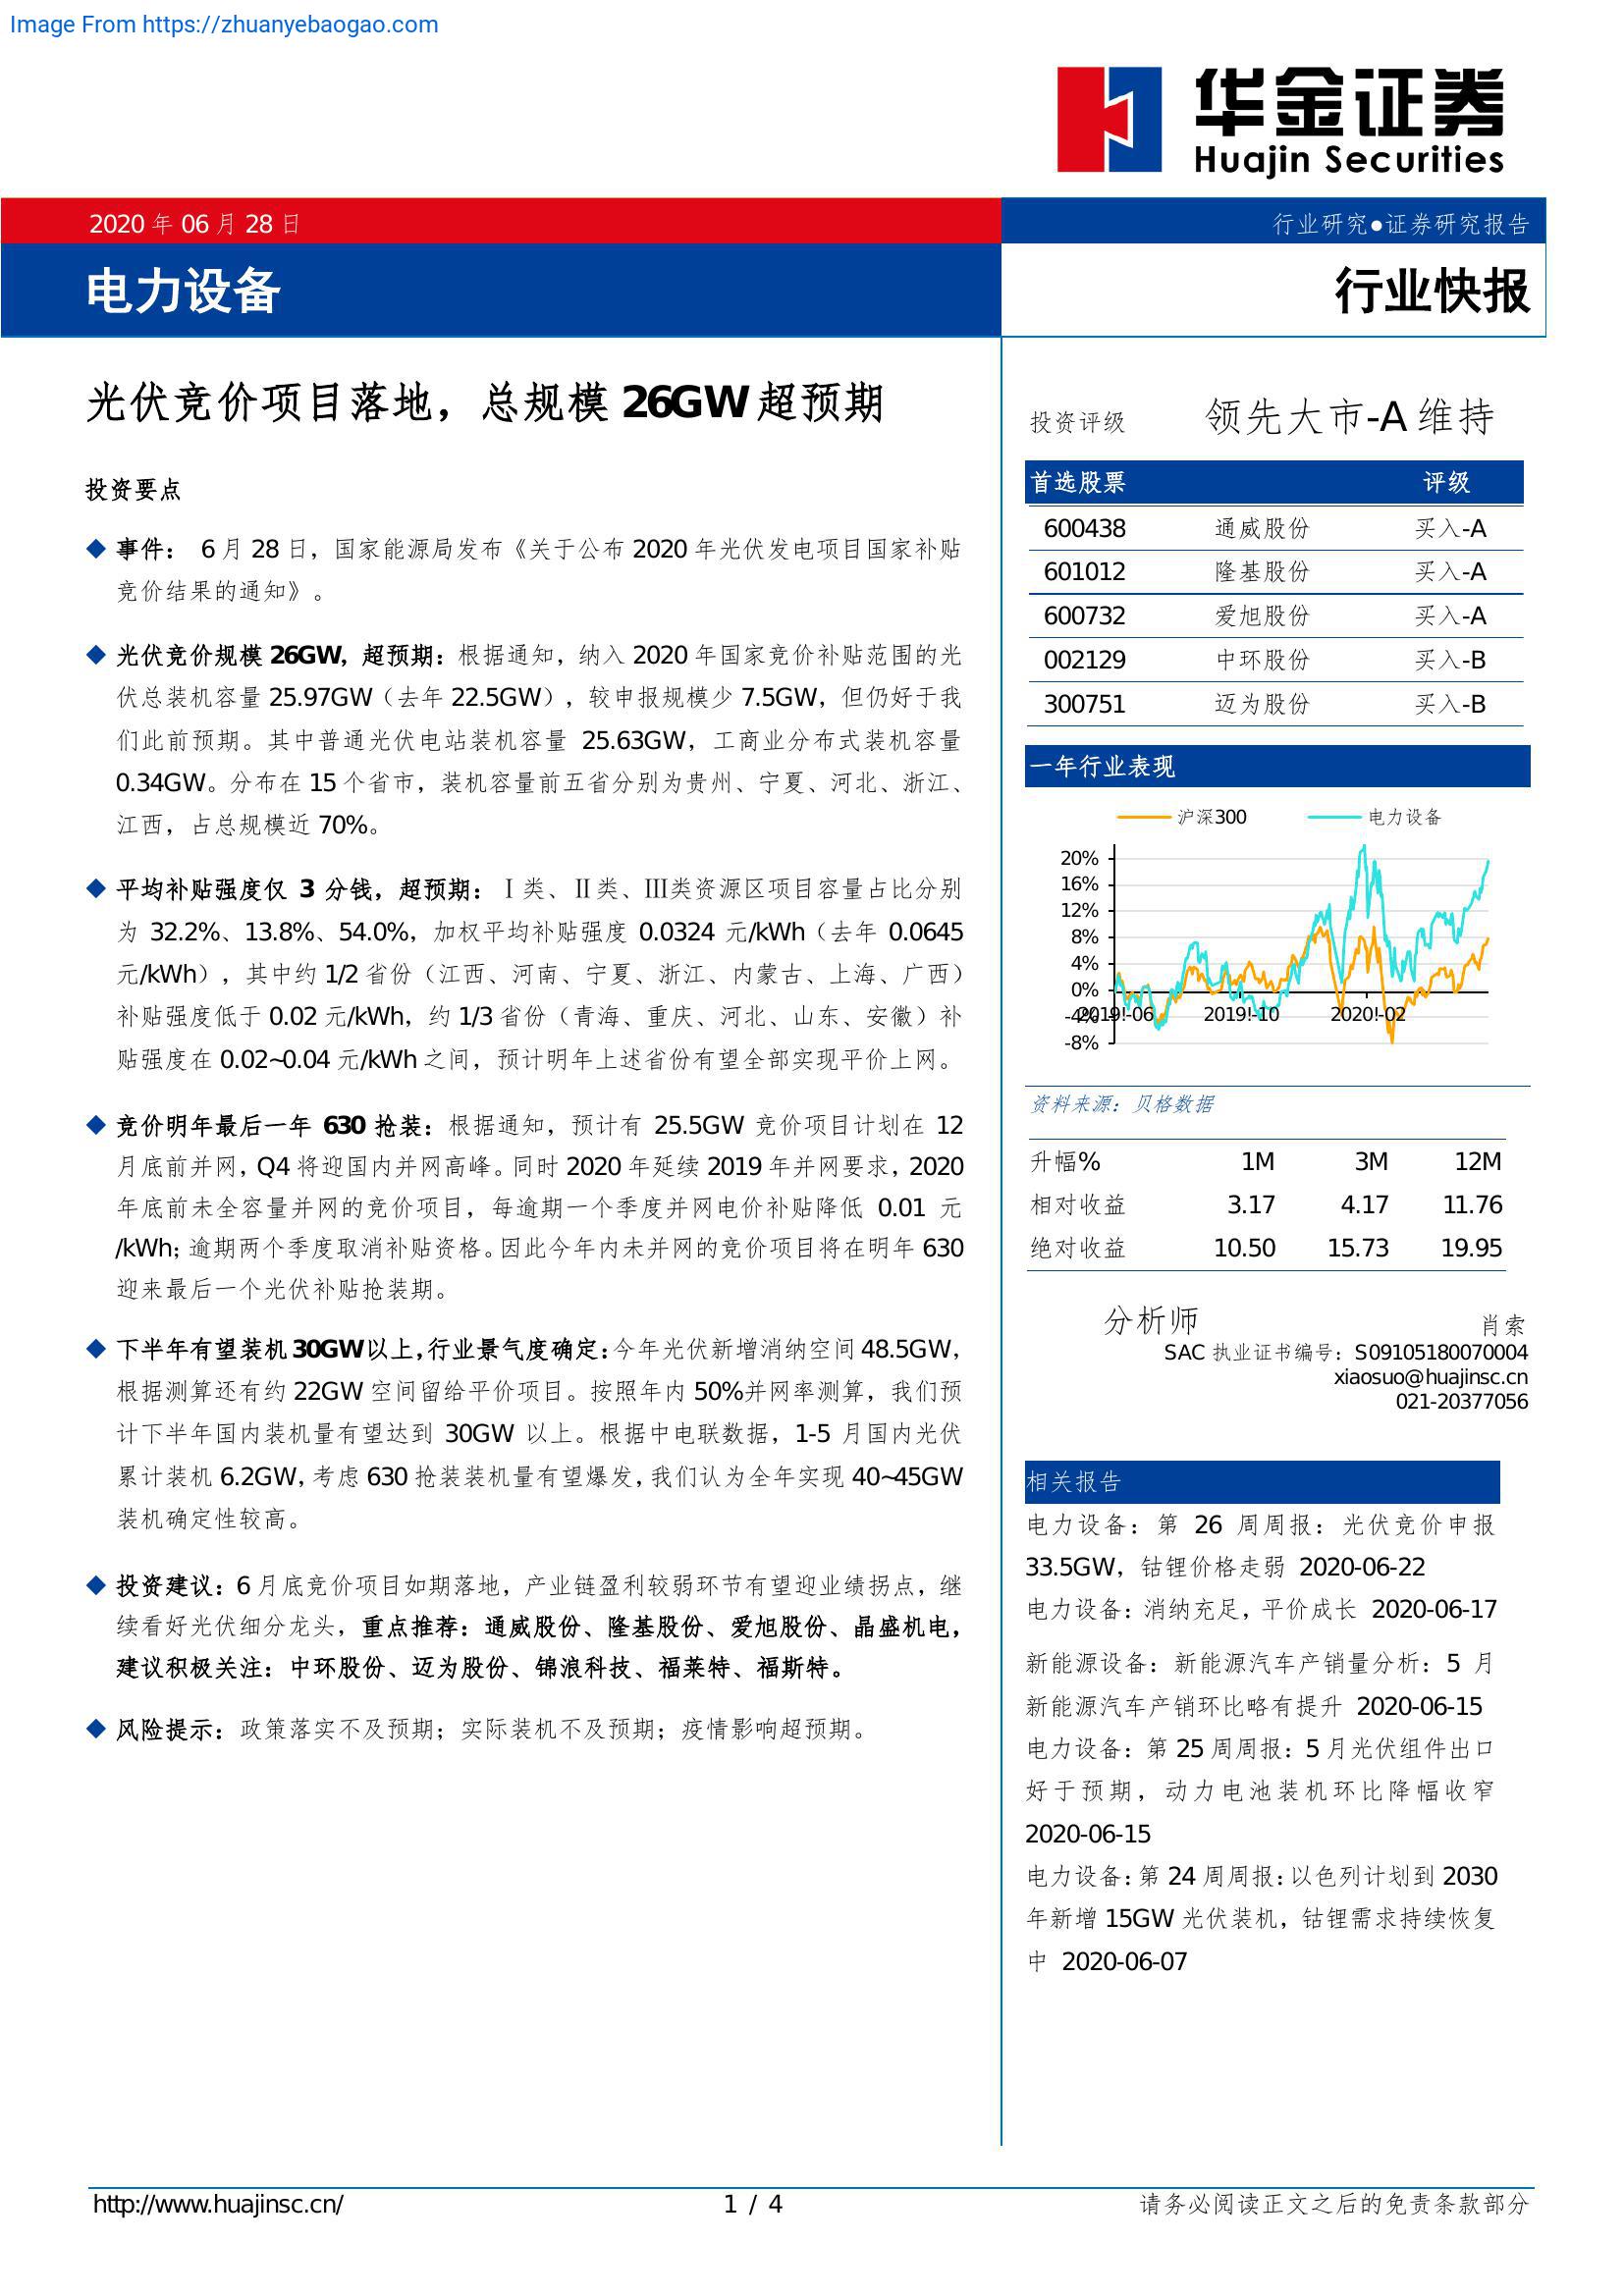 Image From https://zhuanyebaogao.com
华金证券
Huajin Securities
2020 年 06 月 28 日
行业研究●证券研究报告
电力设备
行业快报
光伏竞价项目落地，总规模 26GW 超预期
投资要点
◆ 事件： 6 月 28 日，国家能源局发布《关于公布 2020 年光伏发电项目国家补贴
竞价结果的通知》。
◆ 光伏竞价规模 26GW，超预期：根据通知，纳入 2020 年国家竞价补贴范围的光
伏总装机容量 25.97GW（去年 22.5GW），较申报规模少 7.5GW，但仍好于我
们此前预期。其中普通光伏电站装机容量 25.63GW，工商业分布式装机容量
0.34GW。分布在 15 个省市，装机容量前五省分别为贵州、宁夏、河北、浙江、
江西，占总规模近 70%。
◆ 平均补贴强度仅 3 分钱，超预期：Ⅰ类、Ⅱ类、Ⅲ类资源区项目容量占比分别
为 32.2%、13.8%、54.0%，加权平均补贴强度 0.0324 元/kWh（去年 0.0645
元/kWh），其中约 1/2 省份（江西、河南、宁夏、浙江、内蒙古、上海、广西）
补贴强度低于 0.02 元/kWh，约 1/3 省份（青海、重庆、河北、山东、安徽）补
贴强度在 0.02~0.04 元/kWh 之间，预计明年上述省份有望全部实现平价上网。
◆ 竞价明年最后一年 630 抢装：根据通知，预计有 25.5GW 竞价项目计划在 12
月底前并网，Q4 将迎国内并网高峰。同时 2020 年延续 2019 年并网要求，2020
年底前未全容量并网的竞价项目，每逾期一个季度并网电价补贴降低 0.01 元
/kWh；逾期两个季度取消补贴资格。因此今年内未并网的竞价项目将在明年 630
迎来最后一个光伏补贴抢装期。
◆ 下半年有望装机 30GW 以上，行业景气度确定：今年光伏新增消纳空间 48.5GW，
根据测算还有约 22GW 空间留给平价项目。按照年内 50%并网率测算，我们预
计下半年国内装机量有望达到 30GW 以上。根据中电联数据，1-5 月国内光伏
累计装机 6.2GW，考虑 630 抢装装机量有望爆发，我们认为全年实现 40~45GW
装机确定性较高。
◆ 投资建议：6 月底竞价项目如期落地，产业链盈利较弱环节有望迎业绩拐点，继
续看好光伏细分龙头，重点推荐：通威股份、隆基股份、爱旭股份、晶盛机电，
建议积极关注：中环股份、迈为股份、锦浪科技、福莱特、福斯特。
◆ 风险提示：政策落实不及预期；实际装机不及预期；疫情影响超预期。
投资评级 领先大市-A 维持
首选股票 评级
600438 通威股份 买入-A
601012 隆基股份 买入-A
600732 爱旭股份 买入-A
002129 中环股份 买入-B
300751 迈为股份 买入-B
一年行业表现
沪深300 电力设备
20%
16%
12%
8%
4%
0%
-4%
2019!-06 2019!-10 2020!-02
-8%
资料来源：贝格数据
升幅% 1M 3M 12M
相对收益 3.17 4.17 11.76
绝对收益 10.50 15.73 19.95
分析师 肖索
SAC 执业证书编号：S09105180070004
xiaosuo@huajinsc.cn
021-20377056
相关报告
电力设备：第 26 周周报：光伏竞价申报
33.5GW，钴锂价格走弱 2020-06-22
电力设备：消纳充足，平价成长 2020-06-17
新能源设备：新能源汽车产销量分析：5 月
新能源汽车产销环比略有提升 2020-06-15
电力设备：第 25 周周报：5 月光伏组件出口
好于预期，动力电池装机环比降幅收窄
2020-06-15
电力设备：第 24 周周报：以色列计划到 2030
年新增 15GW 光伏装机，钴锂需求持续恢复
中 2020-06-07
http://www.huajinsc.cn/ 1 / 4 请务必阅读正文之后的免责条款部分